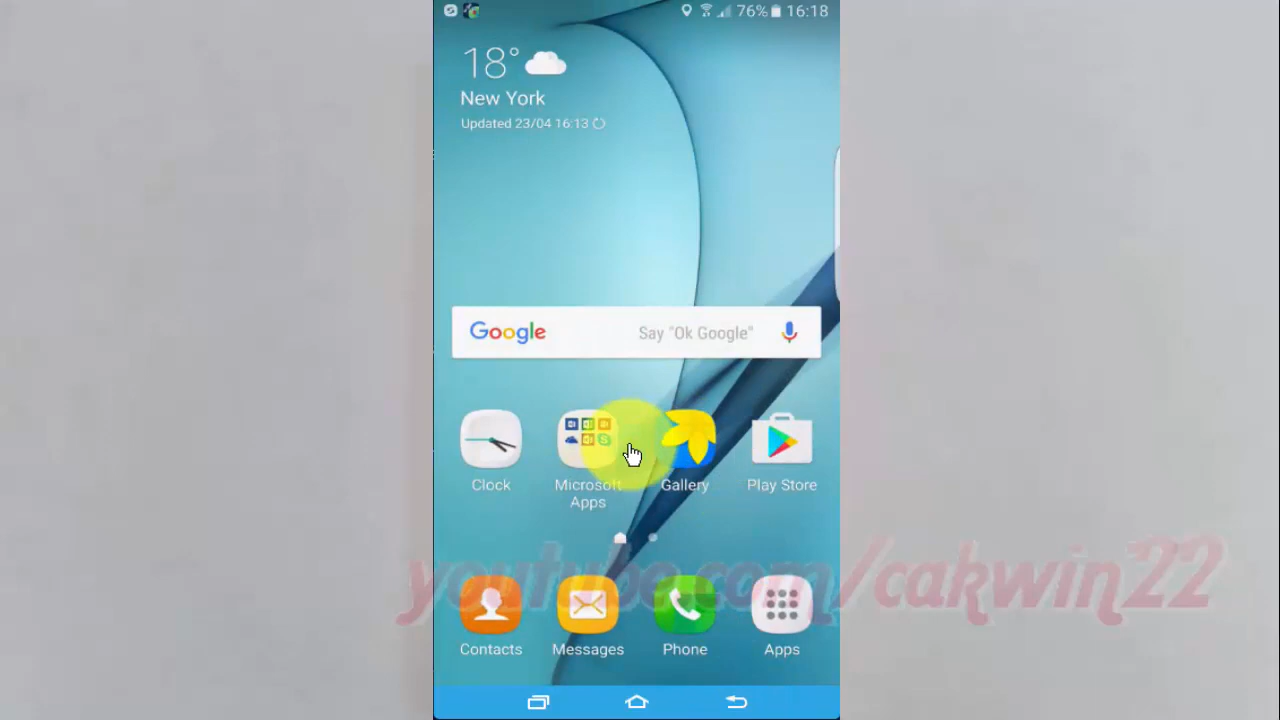 76% 16:18
18°
New York
Updated 23/04 16:13
Google Say "Ok Google"
Clock Microsoft Apps Gallery Play Store
youtube.com/cakwin22
Contacts Messages Phone Apps